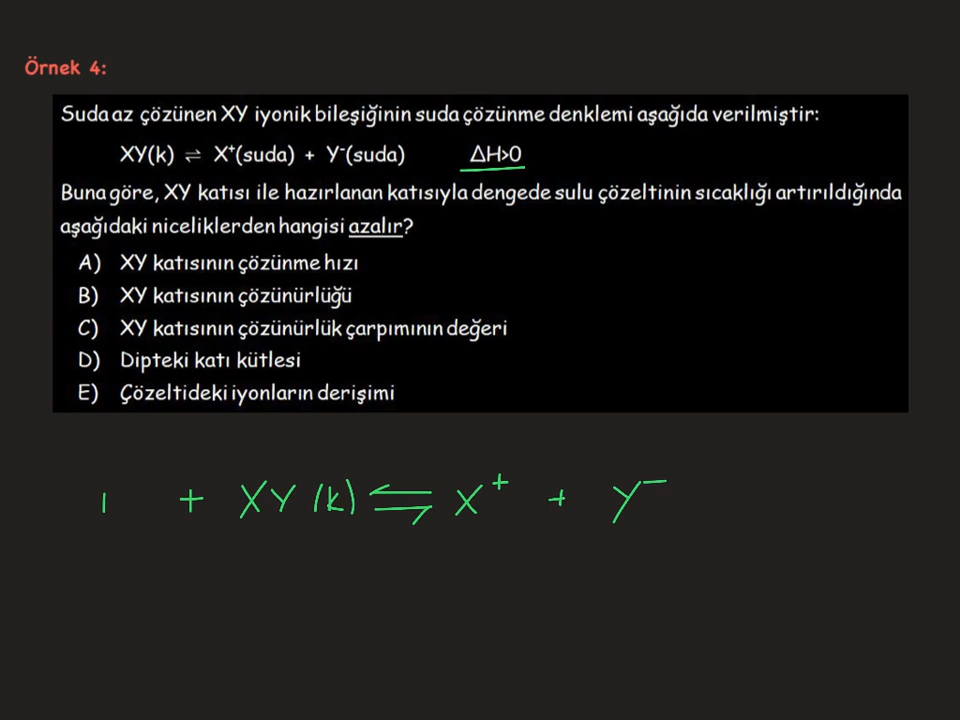 Örnek 4:
Suda az çözünen XY iyonik bileşiğinin suda çözünme denklemi aşağıda verilmiştir:
XY(k) ⇌ X⁺(suda) + Y⁻(suda) ΔH>0
Buna göre, XY katısı ile hazırlanan katısıyla dengede sulu çözeltinin sıcaklığı artırıldığında
aşağıdaki niceliklerden hangisi azalır?
A) XY katısının çözünme hızı
B) XY katısının çözünürlüğü
C) XY katısının çözünürlük çarpımının değeri
D) Dipteki katı kütlesi
E) Çözeltideki iyonların derişimi
ı + XY (k) ⇌ X⁺ + Y⁻